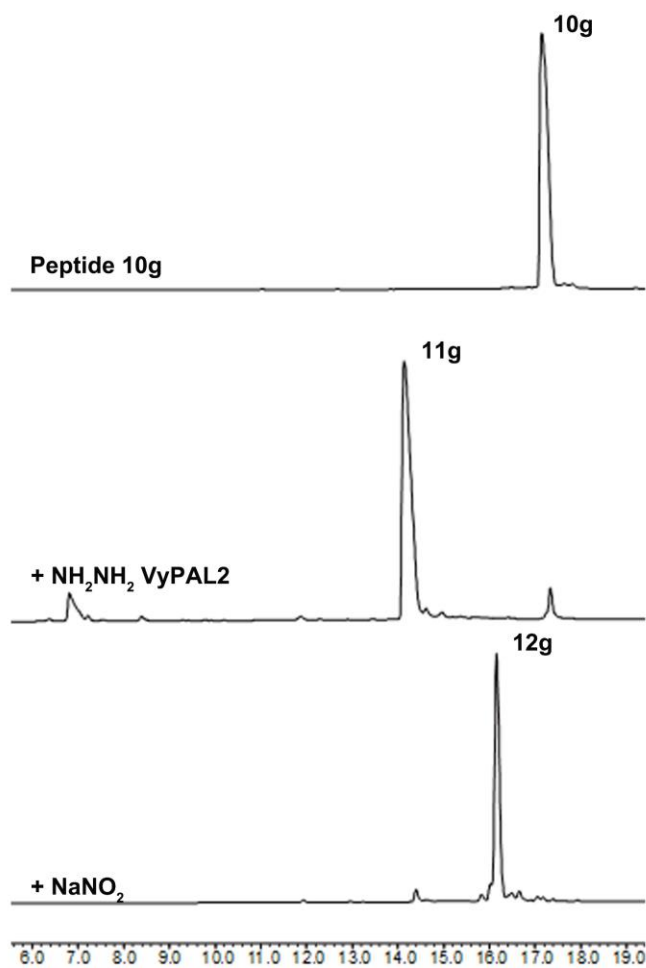 10g
Peptide 10g
11g
+ NH₂NH₂ VyPAL2
12g
+ NaNO₂
6.0 7.0 8.0 9.0 10.0 11.0 12.0 13.0 14.0 15.0 16.0 17.0 18.0 19.0